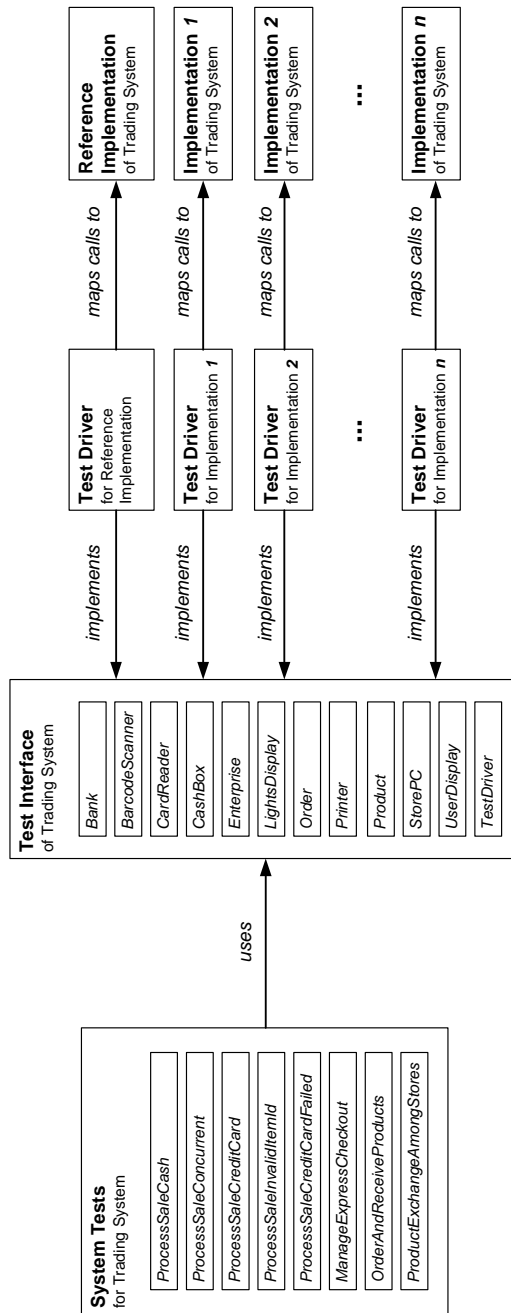 System Tests
for Trading System
ProcessSaleCash
ProcessSaleConcurrent
ProcessSaleCreditCard
ProcessSaleInvalidItemId
ProcessSaleCreditCardFailed
ManageExpressCheckout
OrderAndReceiveProducts
ProductExchangeAmongStores
uses
Test Interface
of Trading System
Bank
BarcodeScanner
CardReader
CashBox
Enterprise
LightsDisplay
Order
Printer
Product
StorePC
UserDisplay
TestDriver
implements
implements
implements
implements
Test Driver
for Reference
Implementation
Test Driver
for Implementation 1
Test Driver
for Implementation 2
...
Test Driver
for Implementation n
maps calls to
maps calls to
maps calls to
maps calls to
Reference
Implementation
of Trading System
Implementation 1
of Trading System
Implementation 2
of Trading System
...
Implementation n
of Trading System